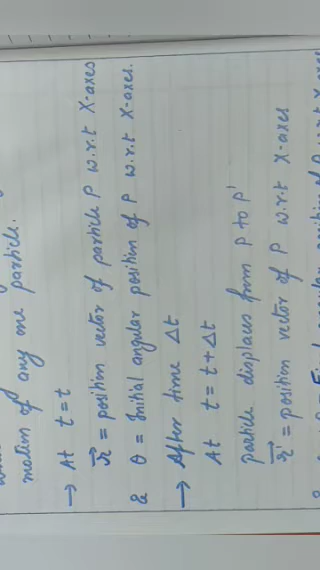 motion of any one particle.
→ At t = t
r⃗ = position vector of particle P w.r.t X-axes
& θ = Initial angular position of P w.r.t X-axes.
→ After time Δt
At t = t + Δt
particle displaces from P to P'
r⃗' = position vector of P w.r.t X-axes